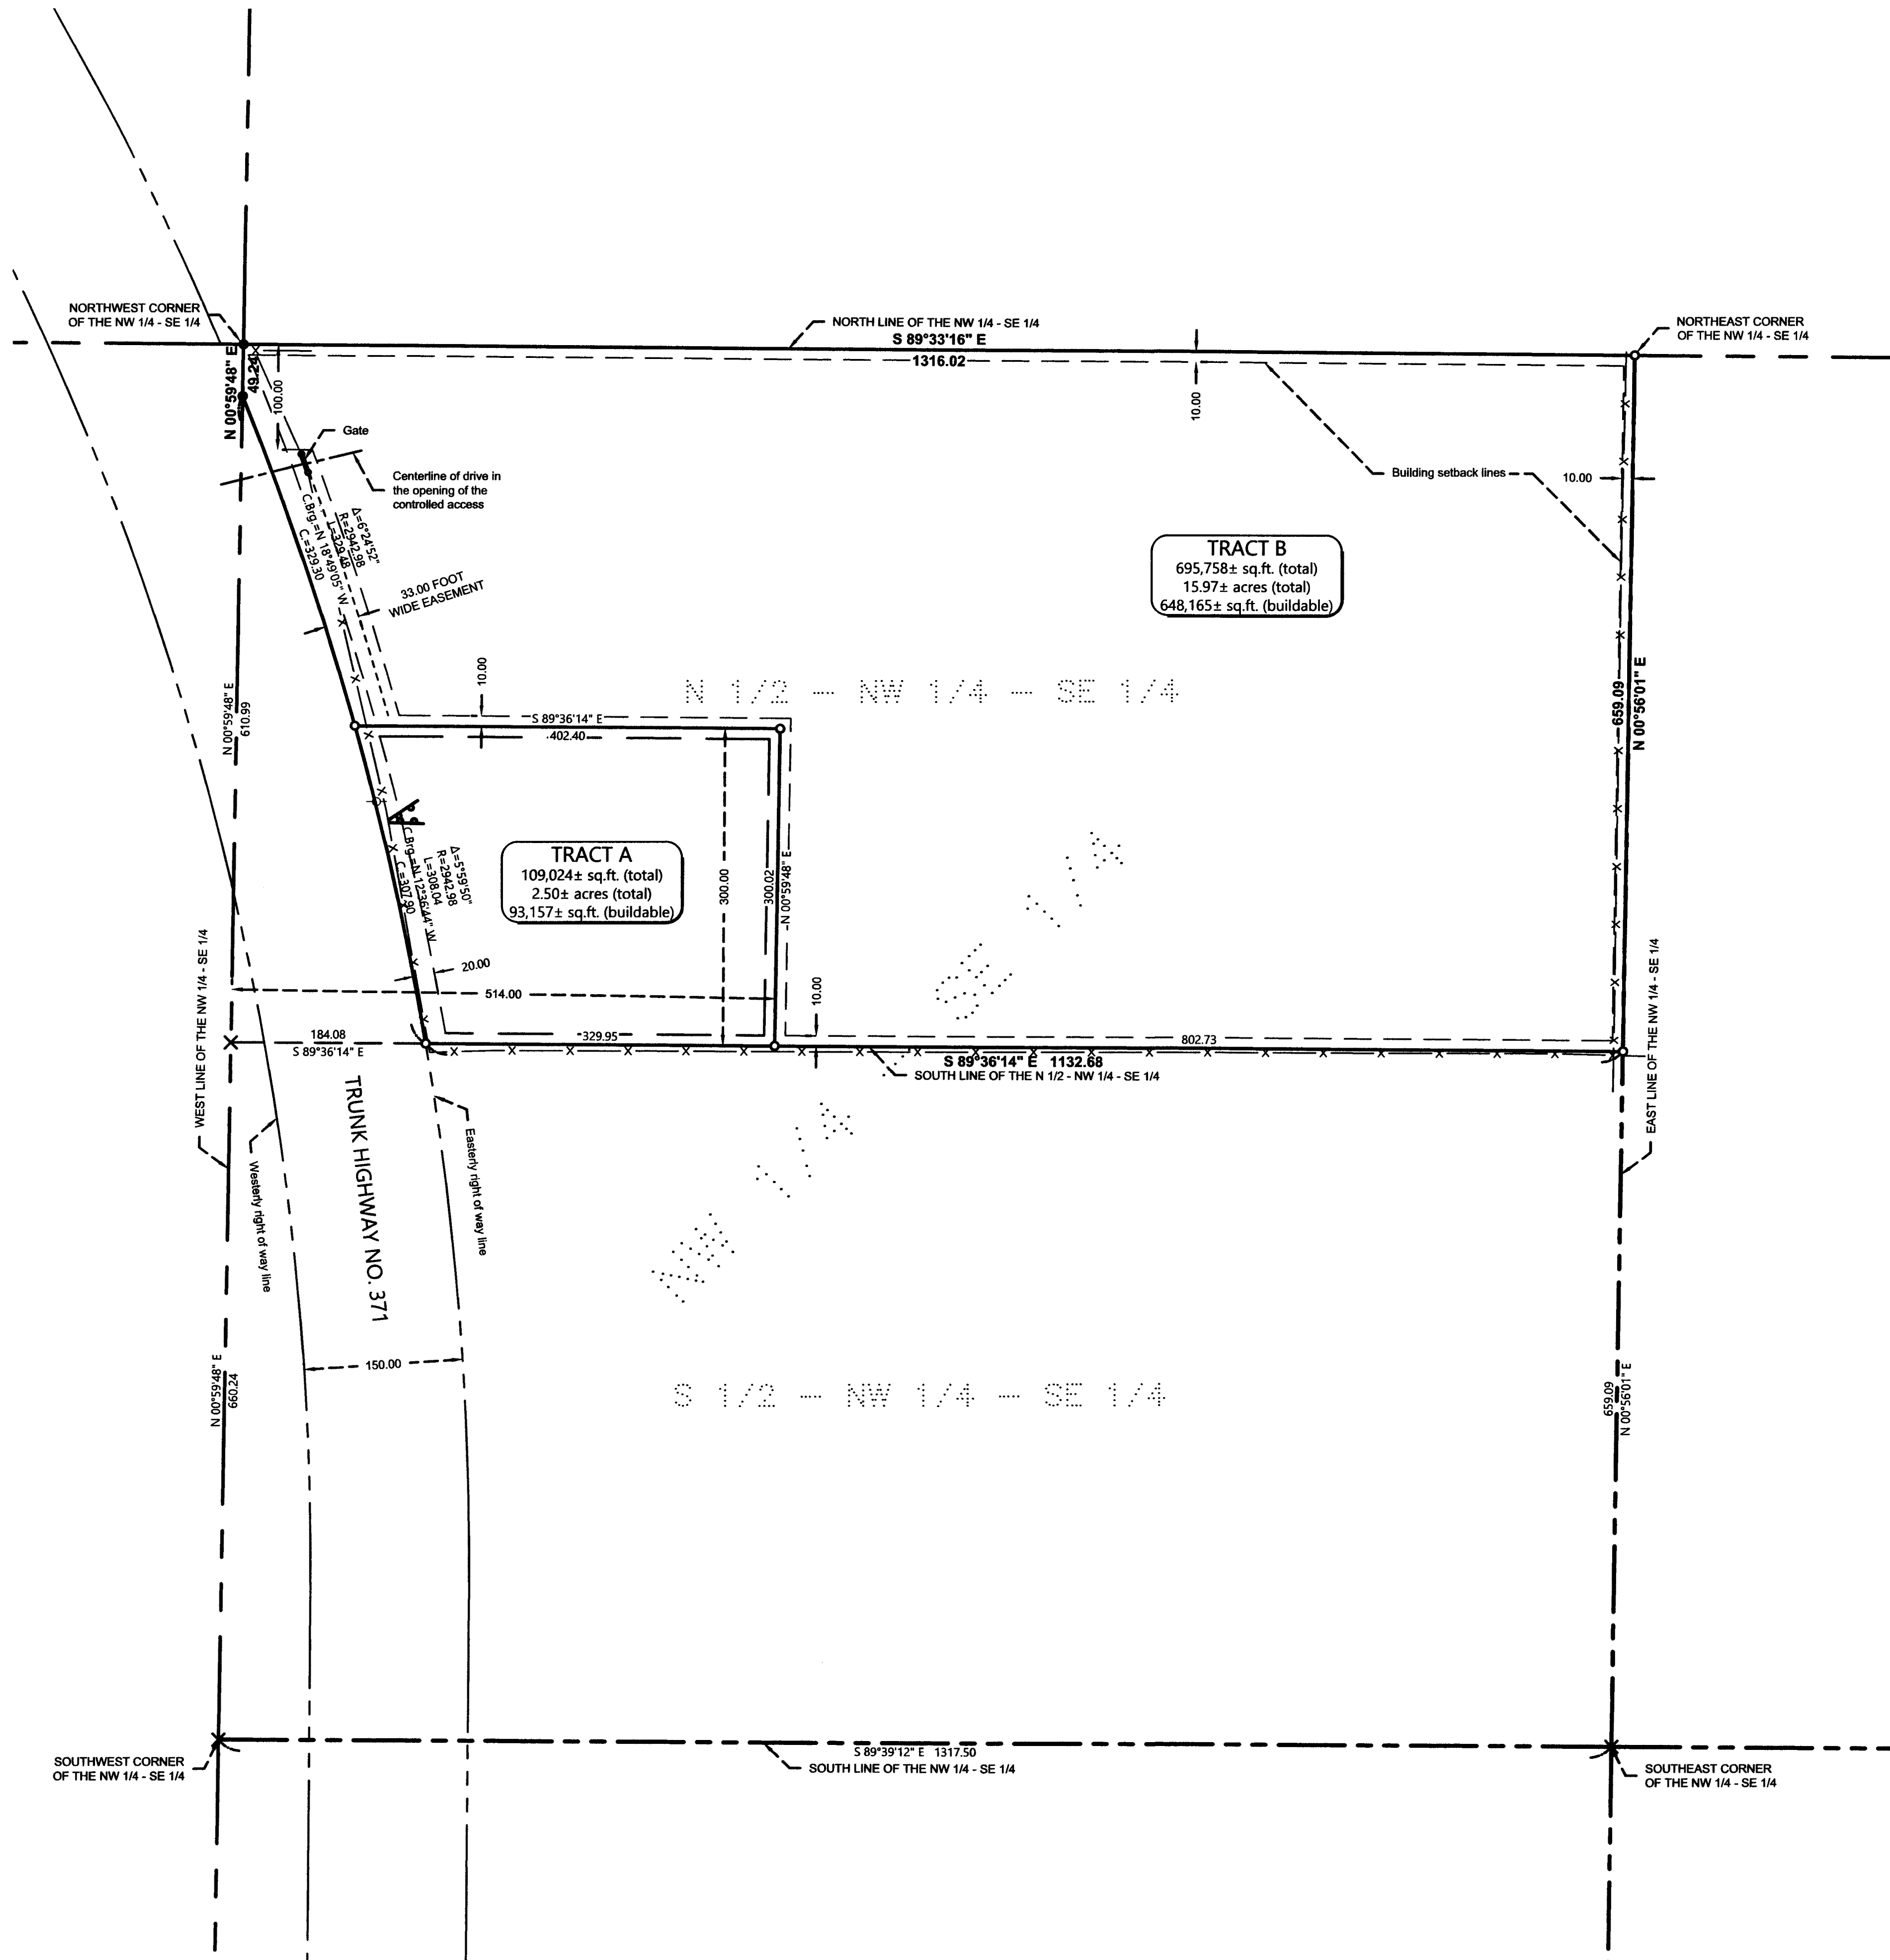 NORTHWEST CORNER
OF THE NW 1/4 - SE 1/4
NORTH LINE OF THE NW 1/4 - SE 1/4
S 89°33'16" E
1316.02
NORTHEAST CORNER
OF THE NW 1/4 - SE 1/4
N 00°59'48" E
49.24
100.00
10.00
Gate
Centerline of drive in
the opening of the
controlled access
Building setback lines
10.00
Δ=6°24'52"
R=2942.98
L=329.48
C.Brg.=N 18°49'05" W
C.=329.30
33.00 FOOT
WIDE EASEMENT
TRACT B
695,758± sq.ft. (total)
15.97± acres (total)
648,165± sq.ft. (buildable)
N 00°59'48" E
610.99
10.00
N 1/2 - NW 1/4 - SE 1/4
659.09
N 00°56'01" E
S 89°36'14" E
402.40
Δ=5°59'50"
R=2942.98
L=308.04
C.Brg.=N 12°36'44" W
C.=307.90
TRACT A
109,024± sq.ft. (total)
2.50± acres (total)
93,157± sq.ft. (buildable)
300.00
300.02
N 00°59'48" E
SE 1/4
WEST LINE OF THE NW 1/4 - SE 1/4
20.00
514.00
10.00
EAST LINE OF THE NW 1/4 - SE 1/4
184.08
S 89°36'14" E
329.95
802.73
S 89°36'14" E 1132.68
SOUTH LINE OF THE N 1/2 - NW 1/4 - SE 1/4
TRUNK HIGHWAY NO. 371
Easterly right of way line
Westerly right of way line
NW 1/4
150.00
N 00°59'48" E
660.24
S 1/2 - NW 1/4 - SE 1/4
659.09
N 00°56'01" E
SOUTHWEST CORNER
OF THE NW 1/4 - SE 1/4
S 89°39'12" E 1317.50
SOUTH LINE OF THE NW 1/4 - SE 1/4
SOUTHEAST CORNER
OF THE NW 1/4 - SE 1/4